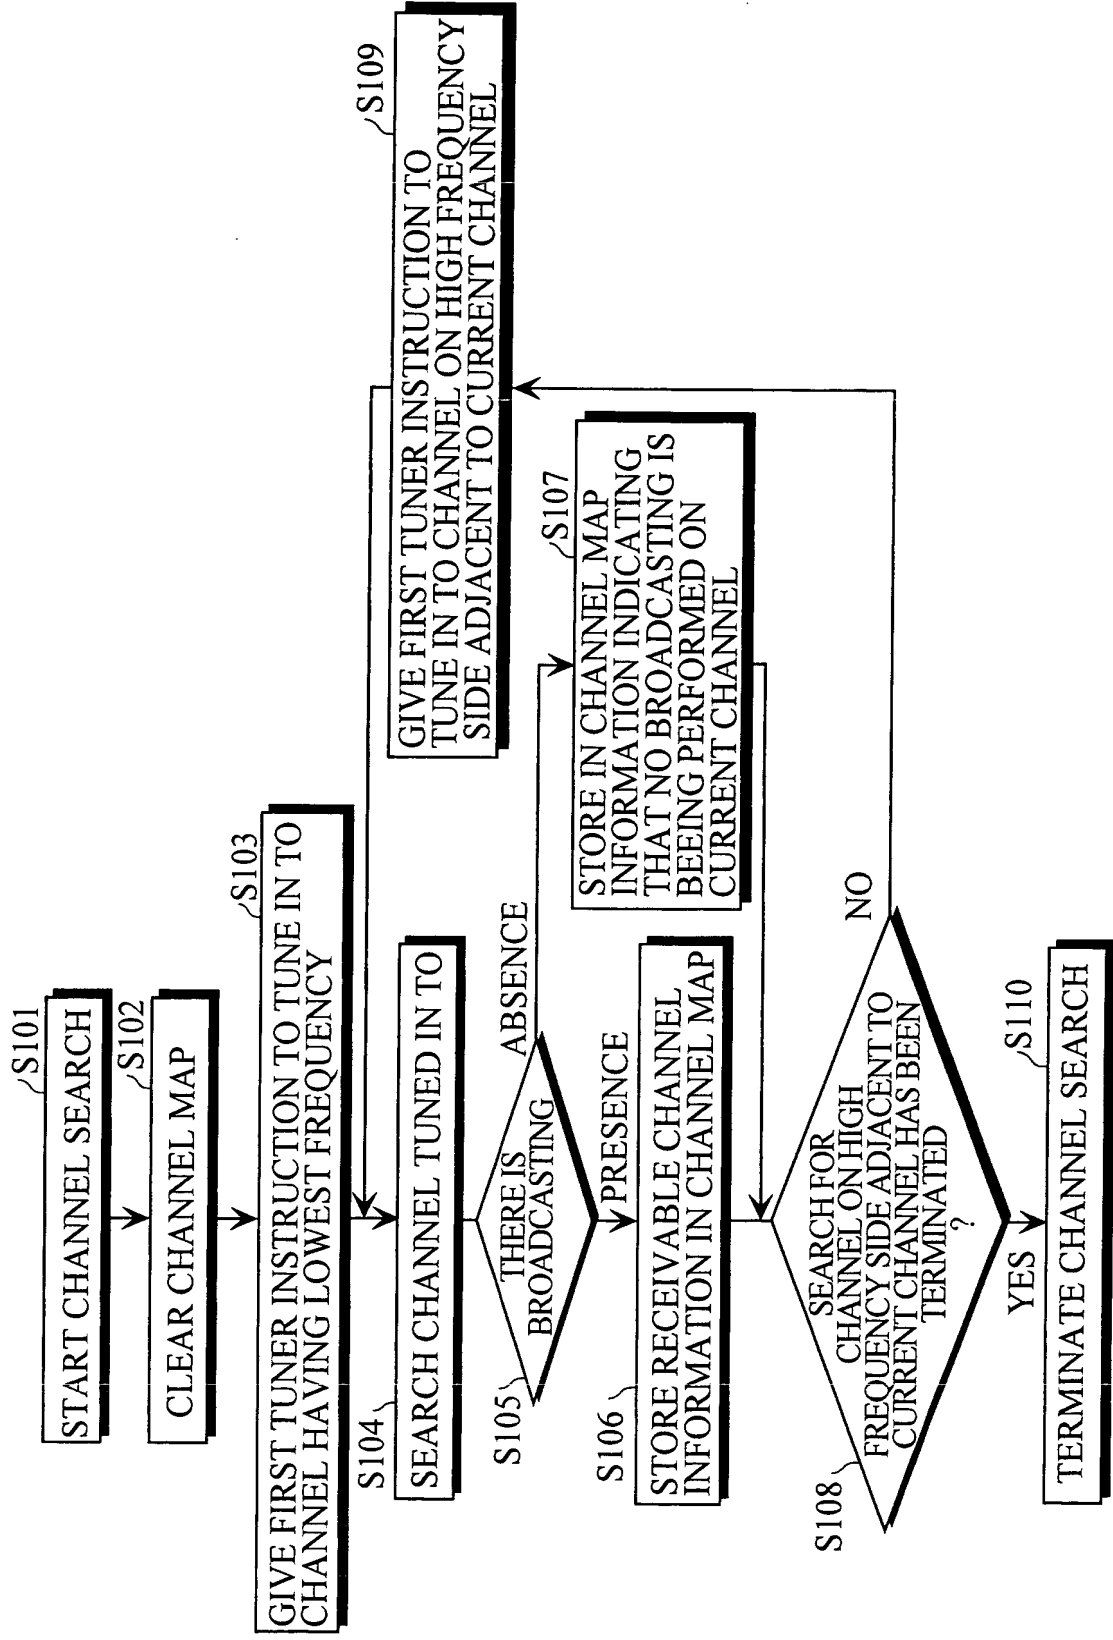 S101
START CHANNEL SEARCH
S102
CLEAR CHANNEL MAP
S103
GIVE FIRST TUNER INSTRUCTION TO TUNE IN TO
CHANNEL HAVING LOWEST FREQUENCY
S104
SEARCH CHANNEL TUNED IN TO
S105
THERE IS
BROADCASTING
ABSENCE
PRESENCE
S106
STORE RECEIVABLE CHANNEL
INFORMATION IN CHANNEL MAP
S107
STORE IN CHANNEL MAP
INFORMATION INDICATING
THAT NO BROADCASTING IS
BEEING PERFORMED ON
CURRENT CHANNEL
S108
SEARCH FOR
CHANNEL ON HIGH
FREQUENCY SIDE ADJACENT TO
CURRENT CHANNEL HAS BEEN
TERMINATED
?
NO
YES
S109
GIVE FIRST TUNER INSTRUCTION TO
TUNE IN TO CHANNEL ON HIGH FREQUENCY
SIDE ADJACENT TO CURRENT CHANNEL
S110
TERMINATE CHANNEL SEARCH